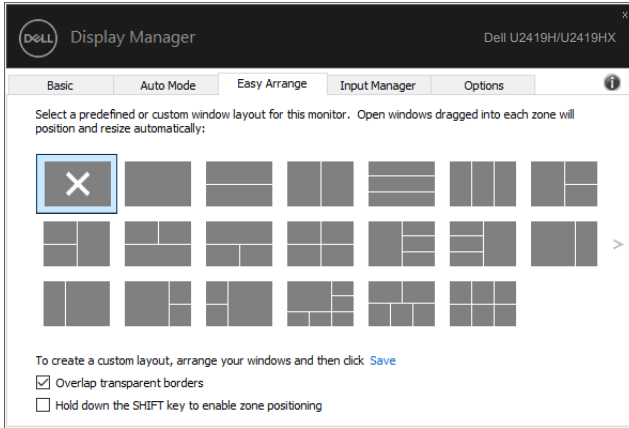 x
DELL Display Manager
Dell U2419H/U2419HX
Basic Auto Mode Easy Arrange Input Manager Options
Select a predefined or custom window layout for this monitor. Open windows dragged into each zone will
position and resize automatically:
>
To create a custom layout, arrange your windows and then click Save
Overlap transparent borders
Hold down the SHIFT key to enable zone positioning